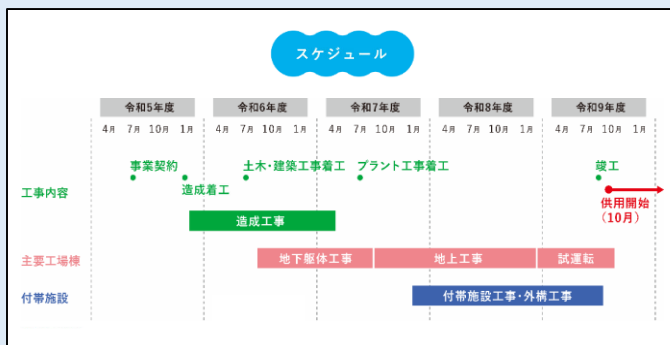 スケジュール
令和5年度 令和6年度 令和7年度 令和8年度 令和9年度
4月 7月 10月 1月 4月 7月 10月 1月 4月 7月 10月 1月 4月 7月 10月 1月 4月 7月 10月 1月
事業契約 土木・建築工事着工 プラント工事着工 竣工
工事内容 造成着工 供用開始
(10月)
造成工事
主要工場棟 地下躯体工事 地上工事 試運転
付帯施設 付帯施設工事・外構工事